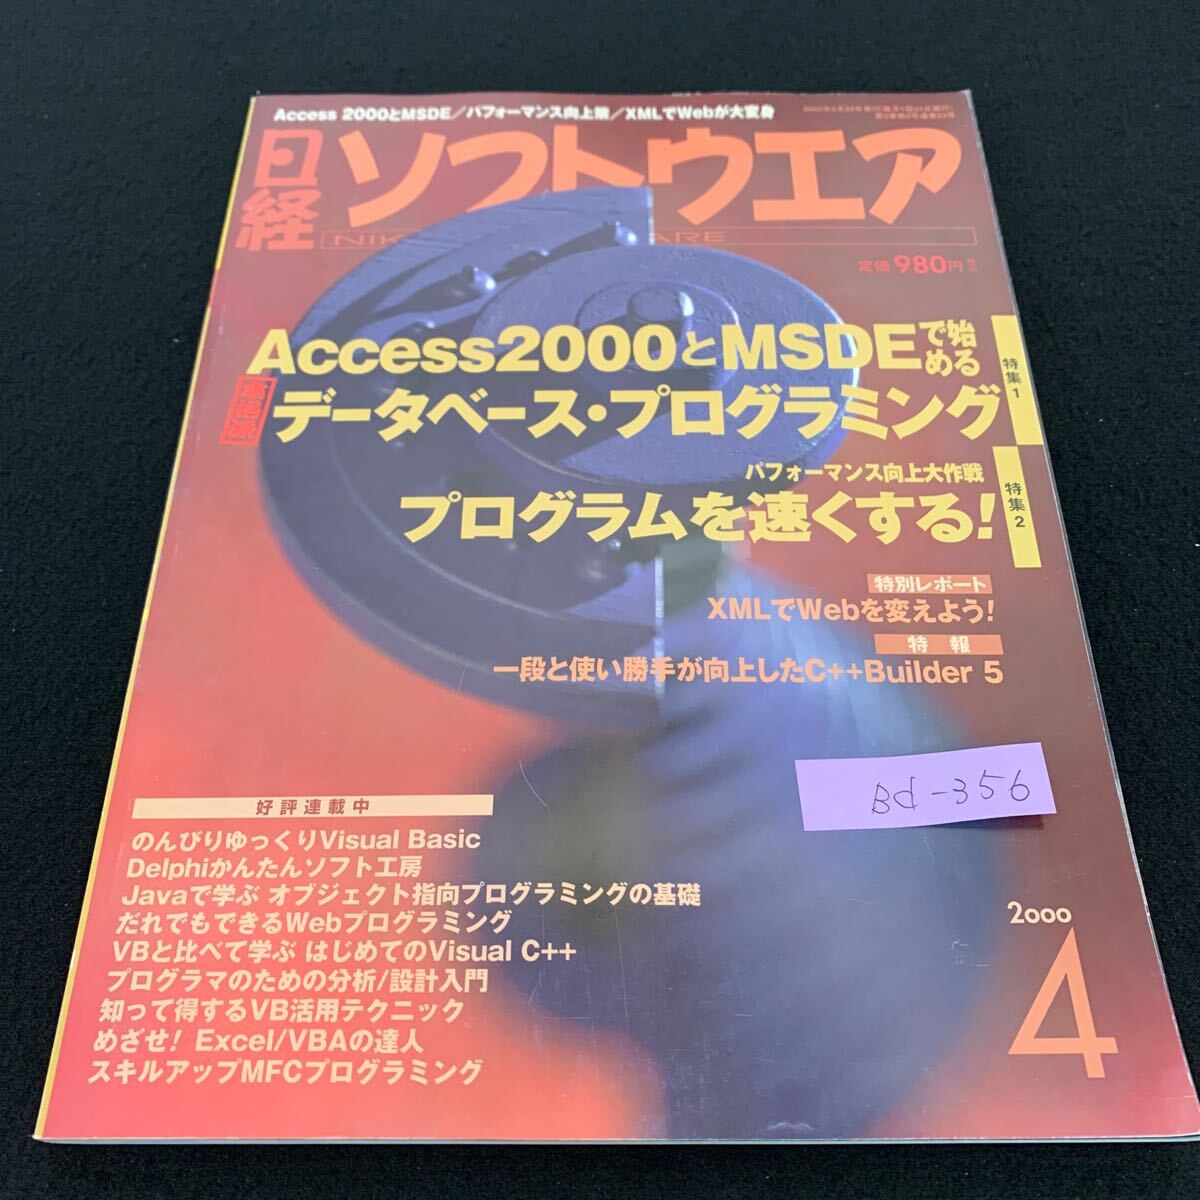 Access 2000とMSDE／パフォーマンス向上策／XMLでWebが大変身
日経
ソフトウエア
定価980円
Access2000とMSDEで始める
本格派
データベース・プログラミング
特集1
パフォーマンス向上大作戦
プログラムを速くする!
特集2
特別レポート
XMLでWebを変えよう!
特報
一段と使い勝手が向上したC++Builder 5
Bd-356
好評連載中
のんびりゆっくりVisual Basic
Delphiかんたんソフト工房
Javaで学ぶ オブジェクト指向プログラミングの基礎
だれでもできるWebプログラミング
VBと比べて学ぶ はじめてのVisual C++
プログラマのための分析/設計入門
知って得するVB活用テクニック
めざせ! Excel/VBAの達人
スキルアップMFCプログラミング
2000
4